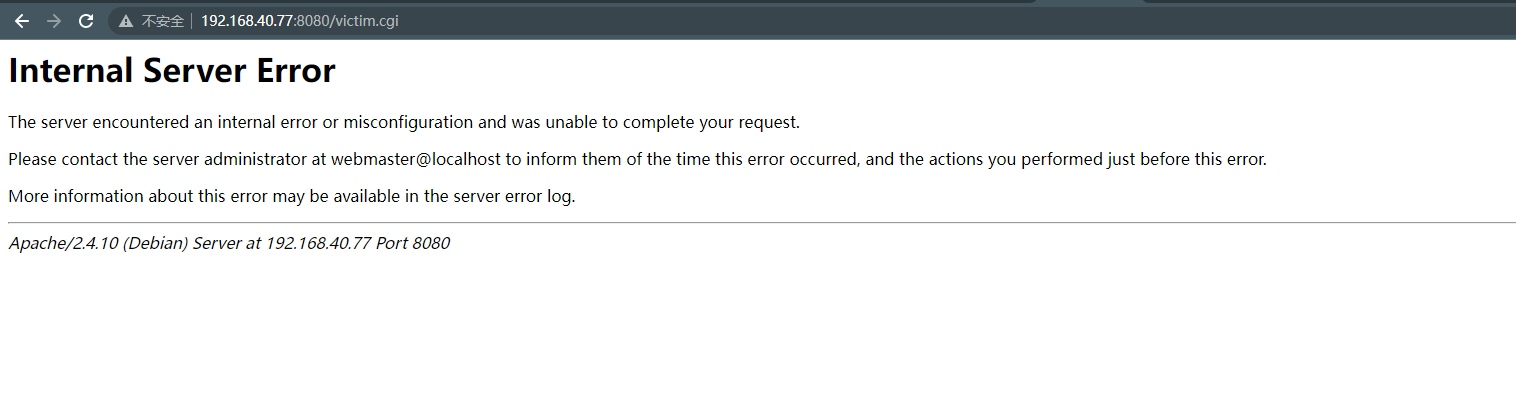 不安全 192.168.40.77:8080/victim.cgi
Internal Server Error
The server encountered an internal error or misconfiguration and was unable to complete your request.
Please contact the server administrator at webmaster@localhost to inform them of the time this error occurred, and the actions you performed just before this error.
More information about this error may be available in the server error log.
Apache/2.4.10 (Debian) Server at 192.168.40.77 Port 8080